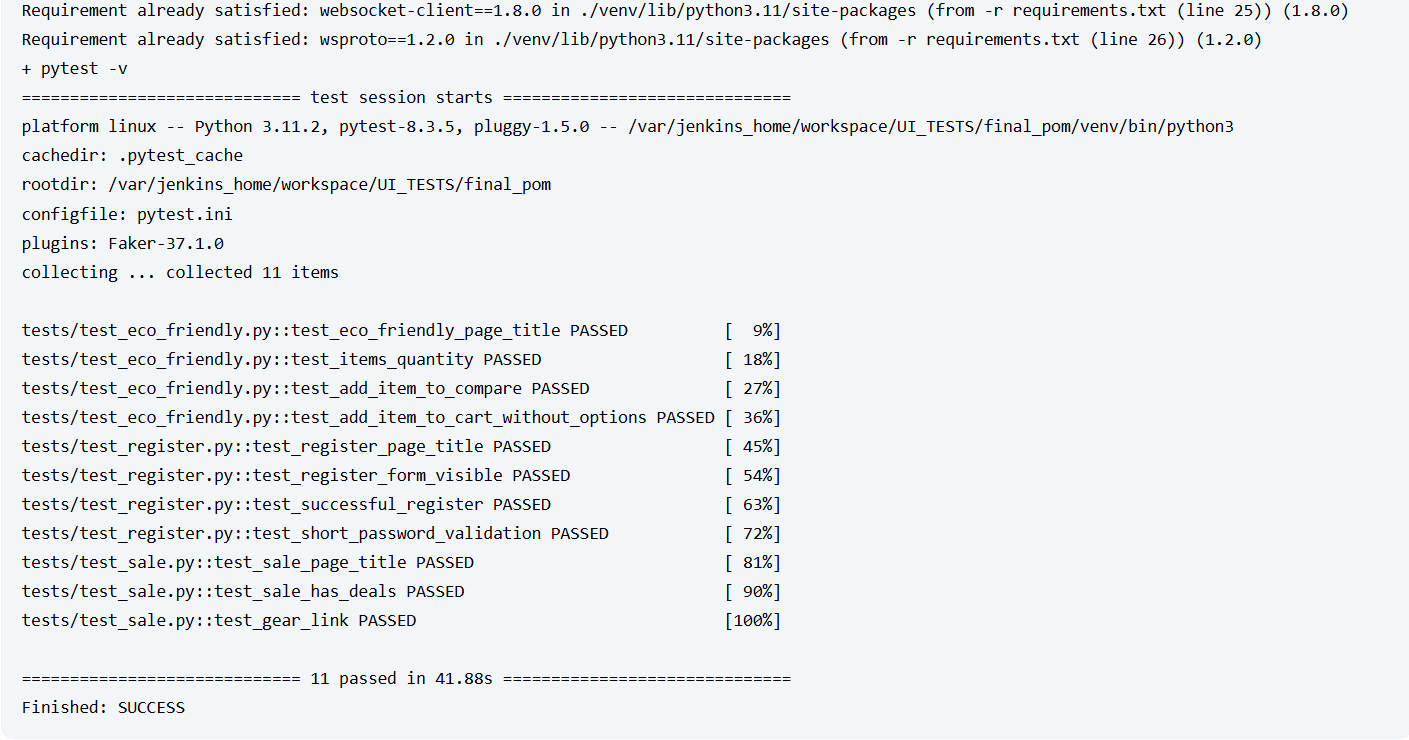 Requirement already satisfied: websocket-client==1.8.0 in ./venv/lib/python3.11/site-packages (from -r requirements.txt (line 25)) (1.8.0)
Requirement already satisfied: wsproto==1.2.0 in ./venv/lib/python3.11/site-packages (from -r requirements.txt (line 26)) (1.2.0)
+ pytest -v
============================= test session starts ==============================
platform linux -- Python 3.11.2, pytest-8.3.5, pluggy-1.5.0 -- /var/jenkins_home/workspace/UI_TESTS/final_pom/venv/bin/python3
cachedir: .pytest_cache
rootdir: /var/jenkins_home/workspace/UI_TESTS/final_pom
configfile: pytest.ini
plugins: Faker-37.1.0
collecting ... collected 11 items

tests/test_eco_friendly.py::test_eco_friendly_page_title PASSED          [  9%]
tests/test_eco_friendly.py::test_items_quantity PASSED                   [ 18%]
tests/test_eco_friendly.py::test_add_item_to_compare PASSED              [ 27%]
tests/test_eco_friendly.py::test_add_item_to_cart_without_options PASSED [ 36%]
tests/test_register.py::test_register_page_title PASSED                  [ 45%]
tests/test_register.py::test_register_form_visible PASSED                [ 54%]
tests/test_register.py::test_successful_register PASSED                  [ 63%]
tests/test_register.py::test_short_password_validation PASSED            [ 72%]
tests/test_sale.py::test_sale_page_title PASSED                          [ 81%]
tests/test_sale.py::test_sale_has_deals PASSED                           [ 90%]
tests/test_sale.py::test_gear_link PASSED                                [100%]

============================= 11 passed in 41.88s ==============================
Finished: SUCCESS